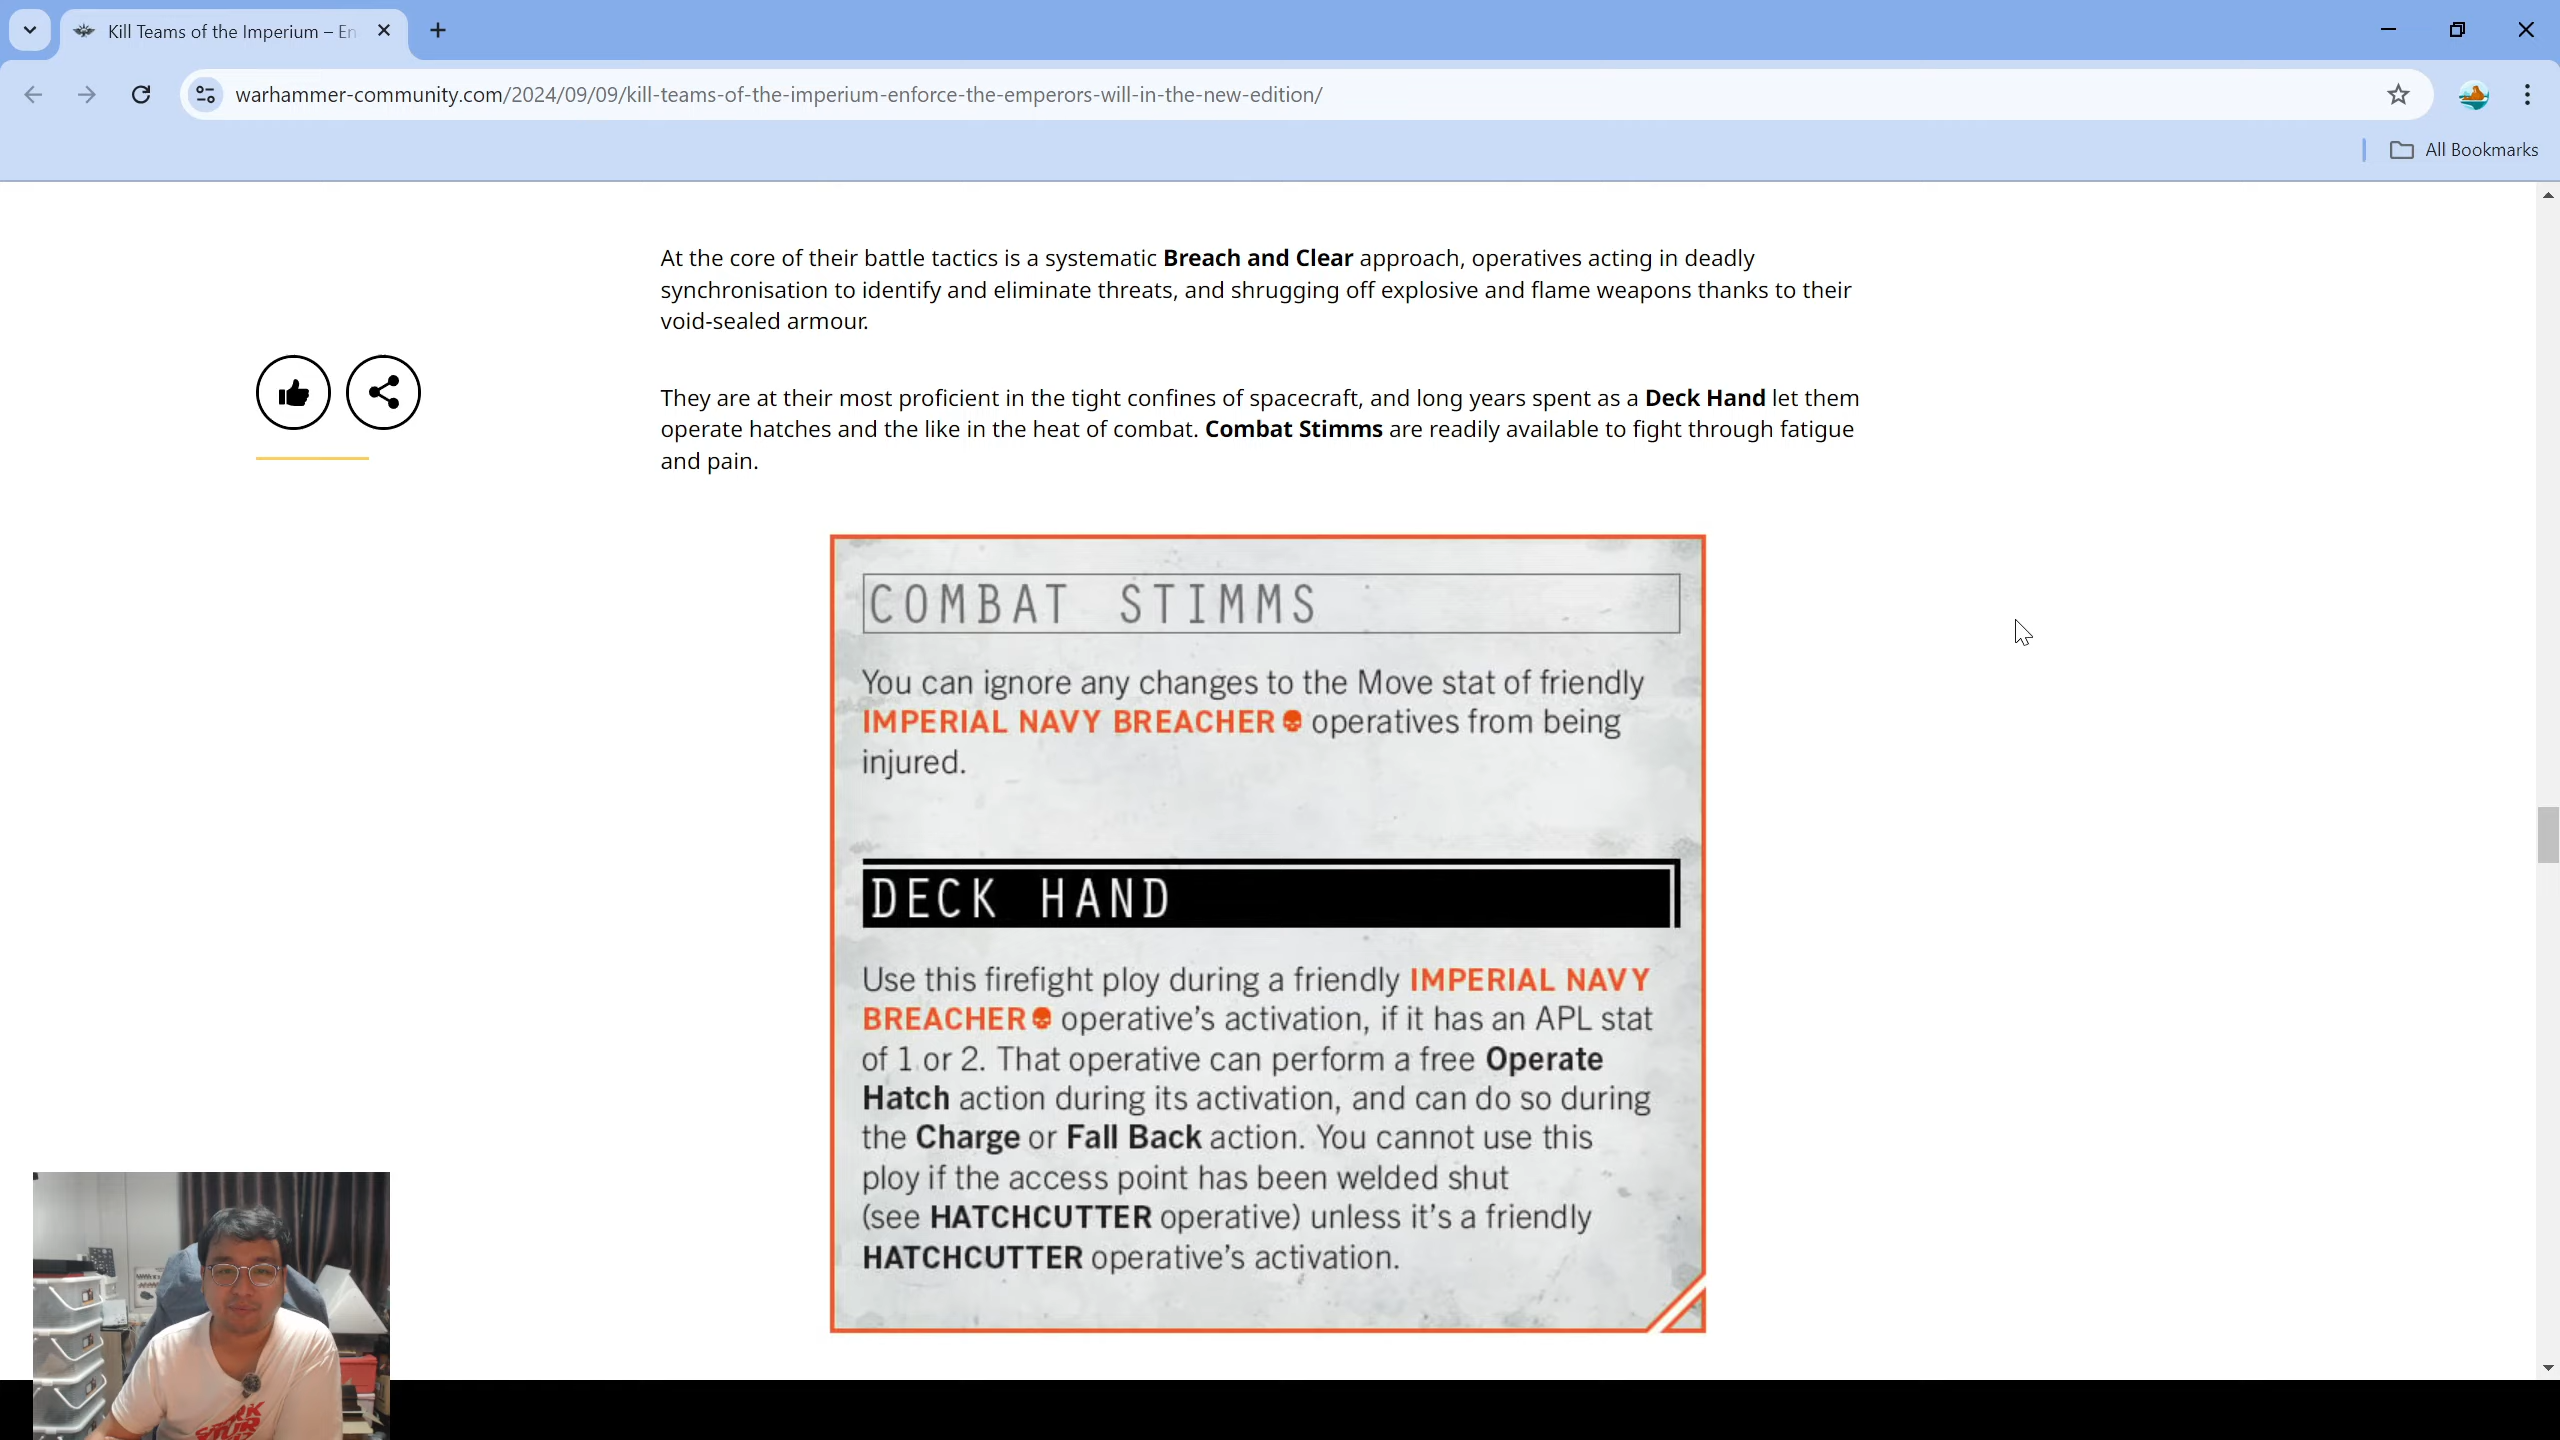 Kill Teams of the Imperium – En
warhammer-community.com/2024/09/09/kill-teams-of-the-imperium-enforce-the-emperors-will-in-the-new-edition/
All Bookmarks
At the core of their battle tactics is a systematic Breach and Clear approach, operatives acting in deadly
synchronisation to identify and eliminate threats, and shrugging off explosive and flame weapons thanks to their
void-sealed armour.
They are at their most proficient in the tight confines of spacecraft, and long years spent as a Deck Hand let them
operate hatches and the like in the heat of combat. Combat Stimms are readily available to fight through fatigue
and pain.
COMBAT STIMMS
You can ignore any changes to the Move stat of friendly
IMPERIAL NAVY BREACHER operatives from being
injured.
DECK HAND
Use this firefight ploy during a friendly IMPERIAL NAVY
BREACHER operative's activation, if it has an APL stat
of 1 or 2. That operative can perform a free Operate
Hatch action during its activation, and can do so during
the Charge or Fall Back action. You cannot use this
ploy if the access point has been welded shut
(see HATCHCUTTER operative) unless it's a friendly
HATCHCUTTER operative's activation.